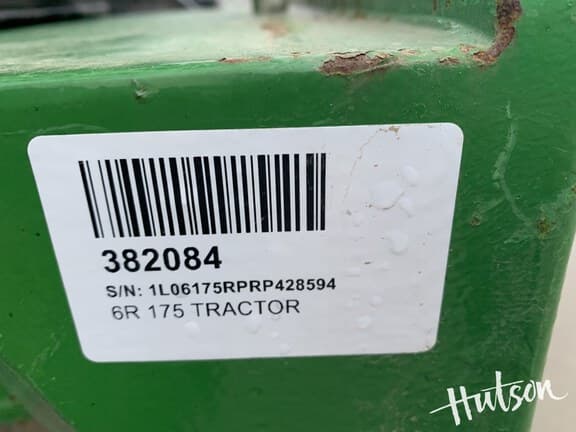 382084
S/N: 1L06175RPRP428594
6R 175 TRACTOR
Hutson